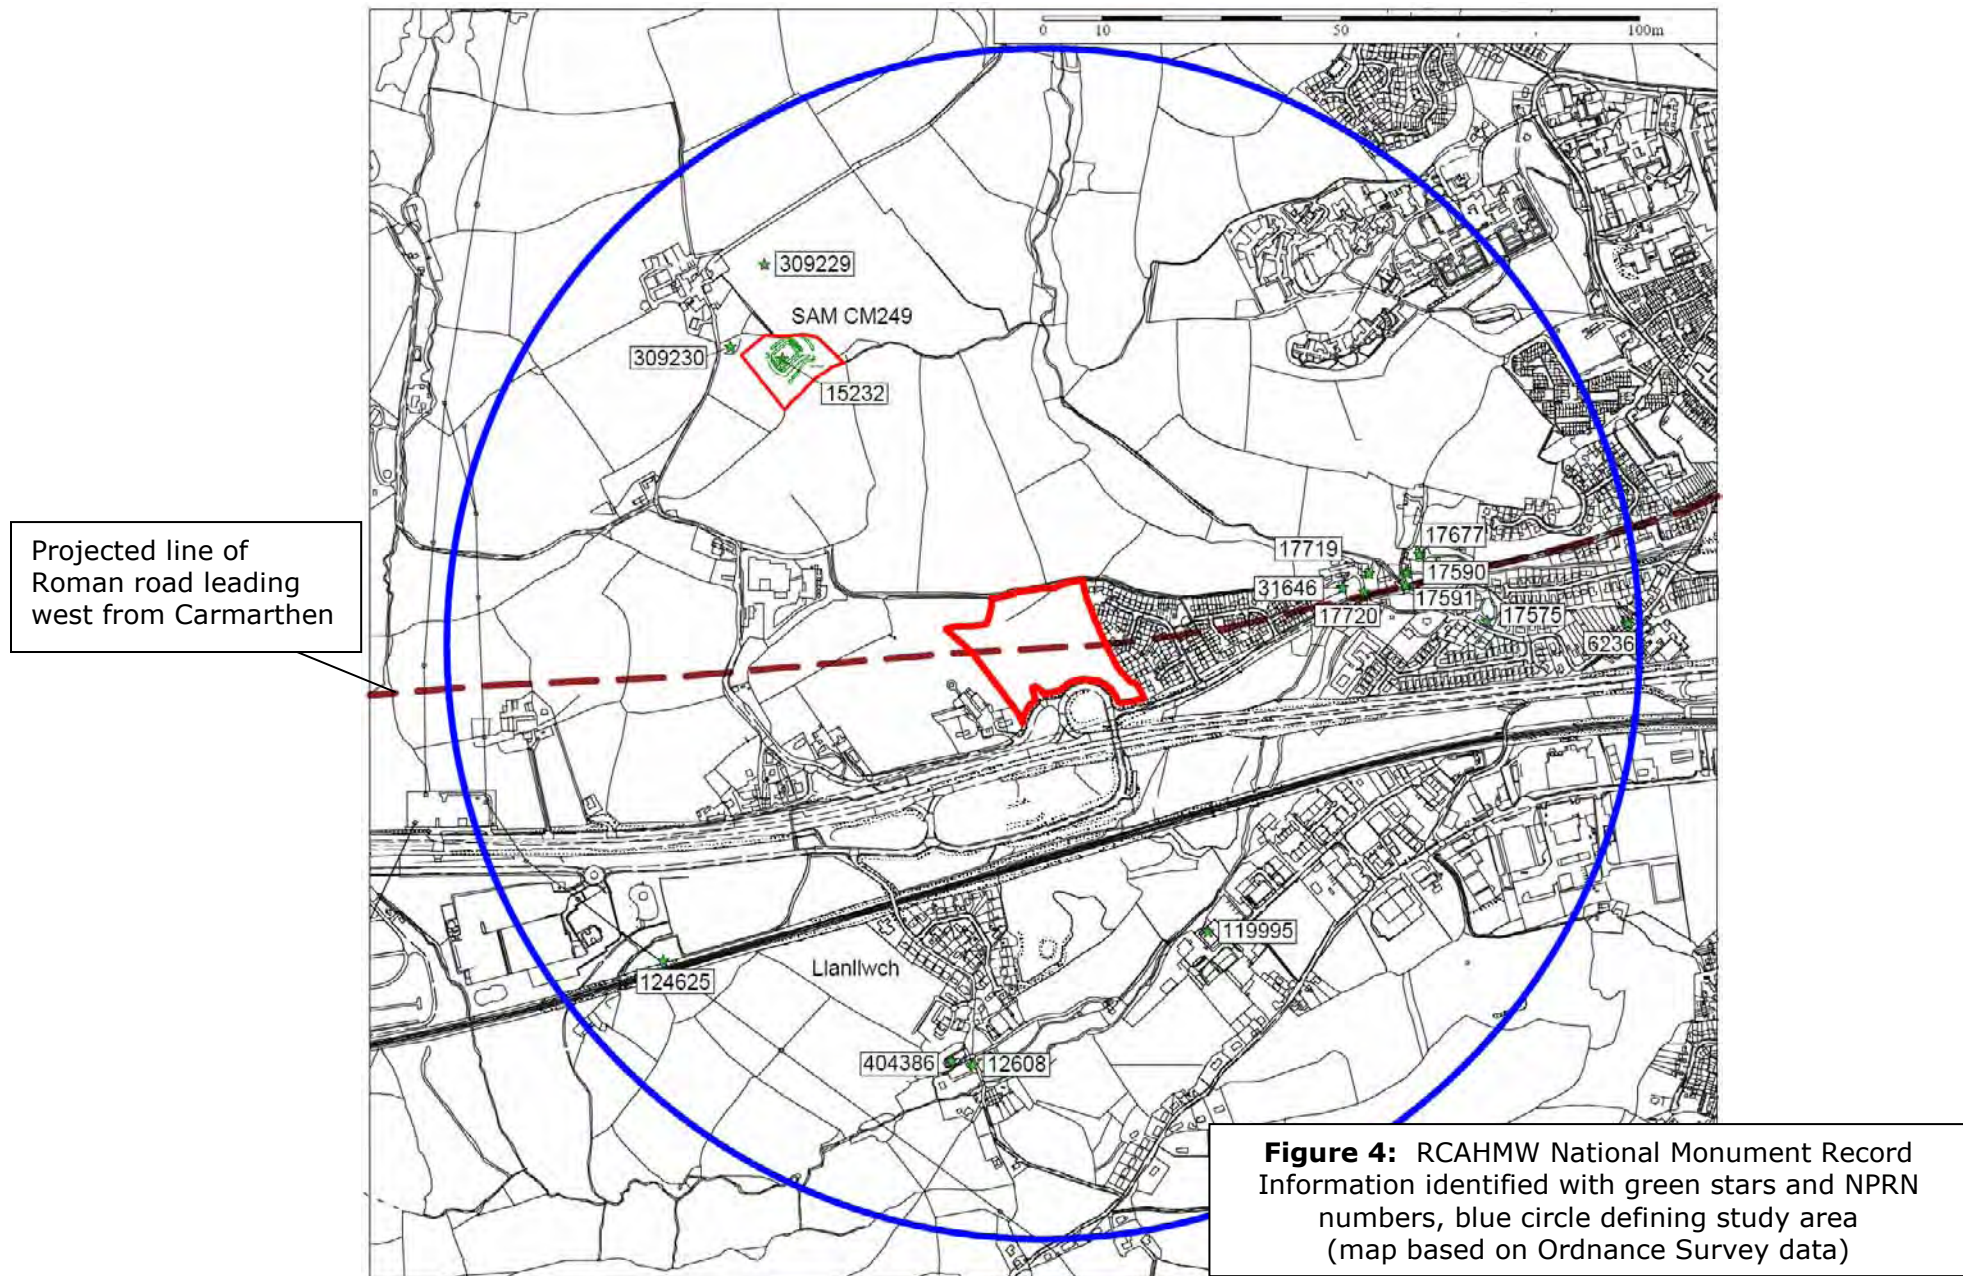 0 10 50 100m
309229
SAM CM249
309230
15232
Projected line of
Roman road leading
west from Carmarthen
17677
17719
17590
31646
17591
17720
17575
6236
119995
Llanllwch
124625
404386
12608
Figure 4: RCAHMW National Monument Record
Information identified with green stars and NPRN
numbers, blue circle defining study area
(map based on Ordnance Survey data)